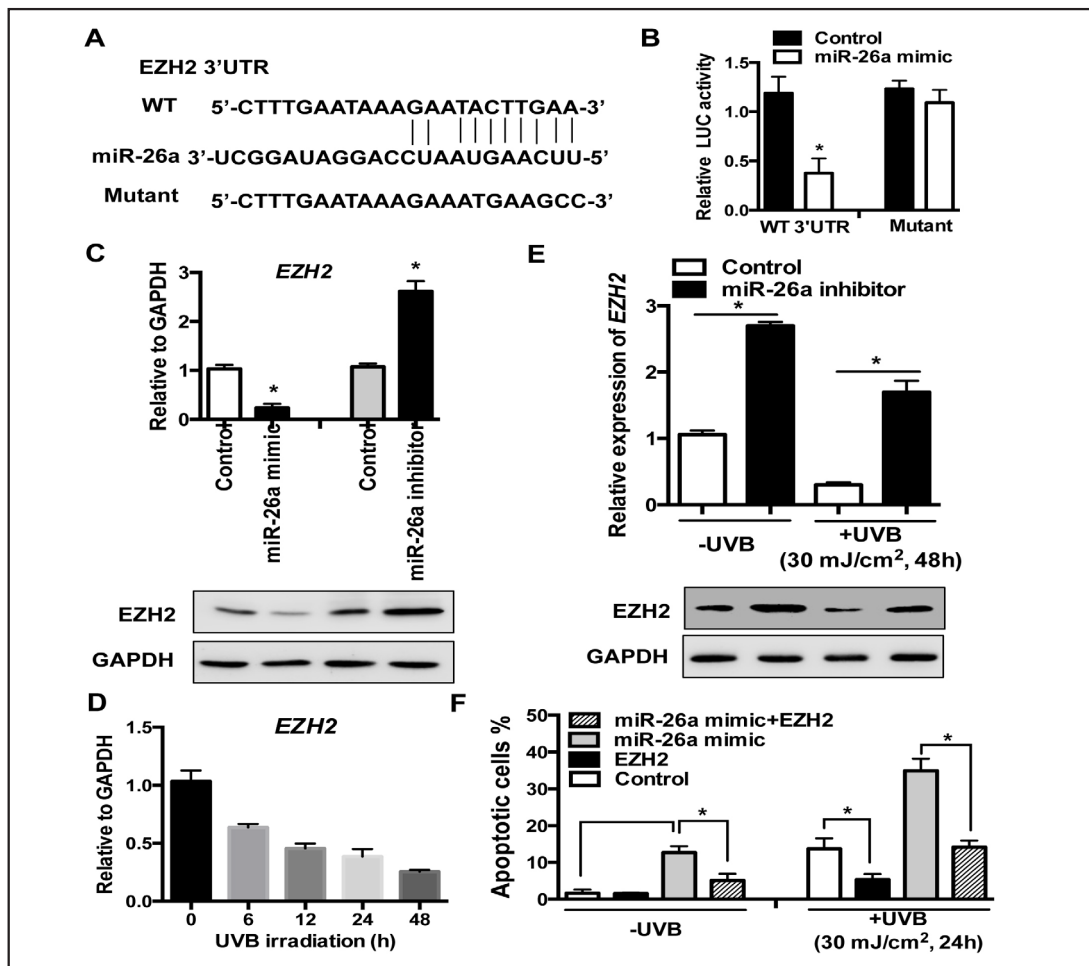 A
EZH2 3'UTR
WT 5'-CTTTGAATAAAGAATACTTGAA-3'
miR-26a 3'-UCGGAUAGGACCUAAUGAACUU-5'
Mutant 5'-CTTTGAATAAAGAAATGAAGCC-3'
B
Control
miR-26a mimic
Relative LUC activity
1.5
1.0
0.5
0.0
*
WT 3'UTR Mutant
C
EZH2
Relative to GAPDH
3
2
1
0
*
*
Control
miR-26a mimic
Control
miR-26a inhibitor
EZH2
GAPDH
E
Control
miR-26a inhibitor
Relative expression of EZH2
3
2
1
0
*
*
-UVB +UVB
(30 mJ/cm², 48h)
EZH2
GAPDH
D
EZH2
Relative to GAPDH
1.5
1.0
0.5
0.0
0 6 12 24 48
UVB irradiation (h)
F
miR-26a mimic+EZH2
miR-26a mimic
EZH2
Control
Apoptotic cells %
50
40
30
20
10
0
*
*
*
-UVB +UVB
(30 mJ/cm², 24h)